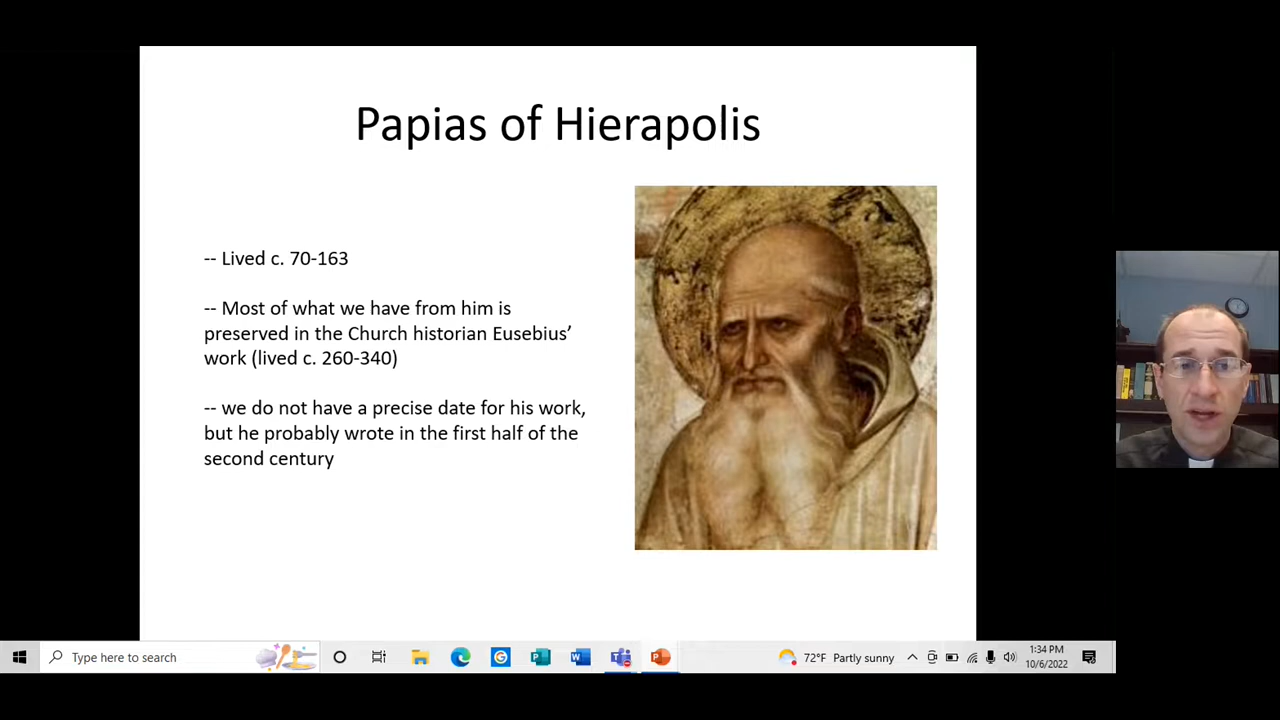 Papias of Hierapolis
-- Lived c. 70-163
-- Most of what we have from him is
preserved in the Church historian Eusebius’
work (lived c. 260-340)
-- we do not have a precise date for his work,
but he probably wrote in the first half of the
second century
Type here to search
72°F Partly sunny
1:34 PM
10/6/2022